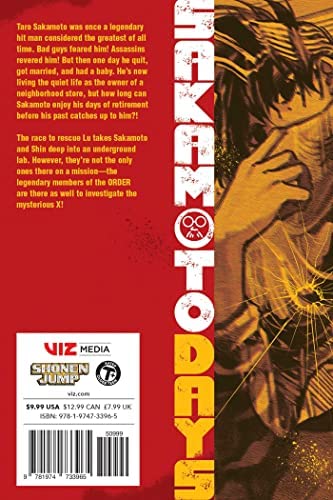 Taro Sakamoto was once a legendary
hit man considered the greatest of all
time. Bad guys feared him! Assassins
revered him! But then one day he quit,
got married, and had a baby. He's now
living the quiet life as the owner of a
neighborhood store, but how long can
Sakamoto enjoy his days of retirement
before his past catches up to him?!
The race to rescue Lu takes Sakamoto
and Shin deep into an underground
lab. However, they're not the only
ones there on a mission—the
legendary members of the ORDER
are there as well to investigate the
mysterious X!
SAKAMOTO DAYS
VIZ MEDIA
SHONEN
JUMP
viz.com
$9.99 USA $12.99 CAN £7.99 UK
ISBN: 978-1-9747-3396-5
50999
9 781974 733965